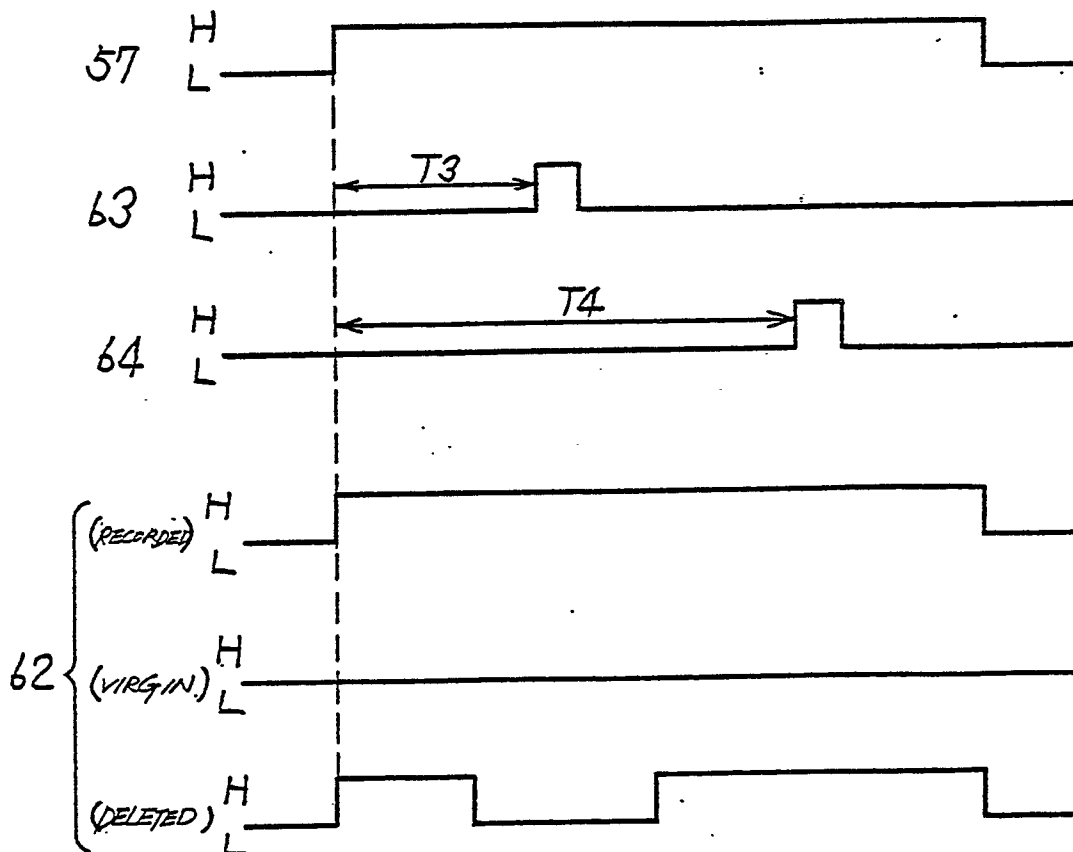 H
57
L
H
T3
63
L
H
T4
64
L
H
(RECORDED)
L
H
62
(VIRGIN.)
L
H
(DELETED)
L